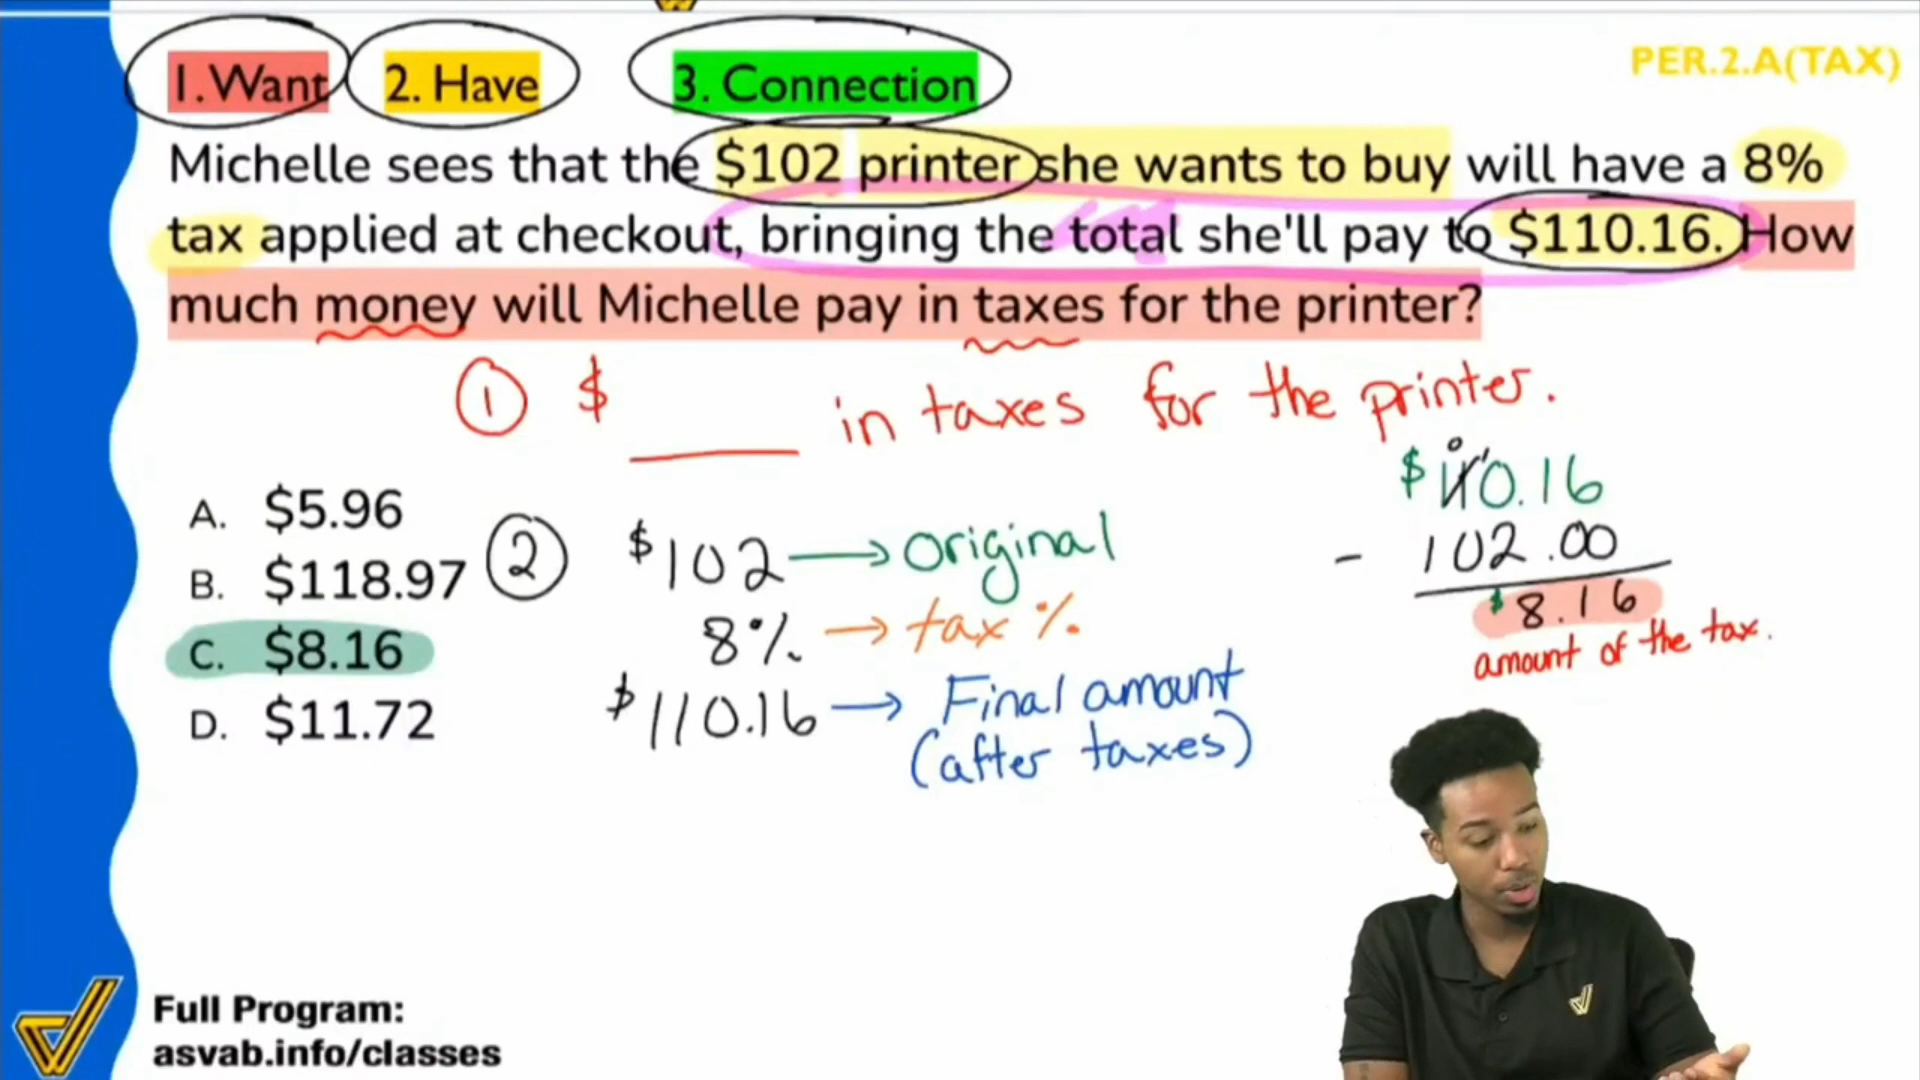 1. Want 2. Have 3. Connection
PER.2.A(TAX)
Michelle sees that the $102 printer she wants to buy will have a 8%
tax applied at checkout, bringing the total she'll pay to $110.16. How
much money will Michelle pay in taxes for the printer?
1 $ ____ in taxes for the printer.
A. $5.96
B. $118.97
C. $8.16
D. $11.72
2 $102 → original
8% → tax %
$110.16 → Final amount
(after taxes)
0 1
$110.16
- 102.00
$8.16
amount of the tax.
Full Program:
asvab.info/classes